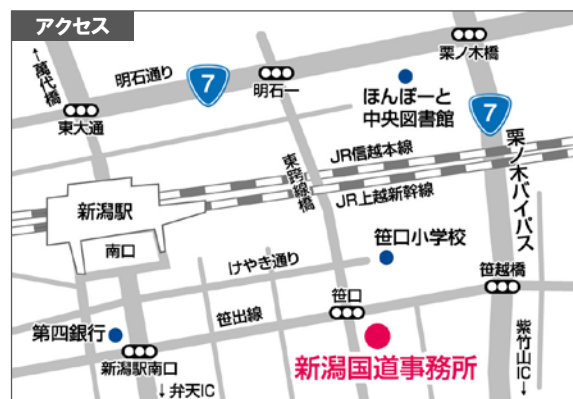 アクセス
←萬代橋
明石通り
7
明石一
栗ノ木橋
東大通
ほんぽーと
中央図書館
7
栗ノ木バイパス
東跨線橋
JR信越本線
JR上越新幹線
新潟駅
南口
けやき通り
笹口小学校
笹越橋
笹出線
笹口
第四銀行
新潟駅南口
新潟国道事務所
↓弁天IC
紫竹山IC→